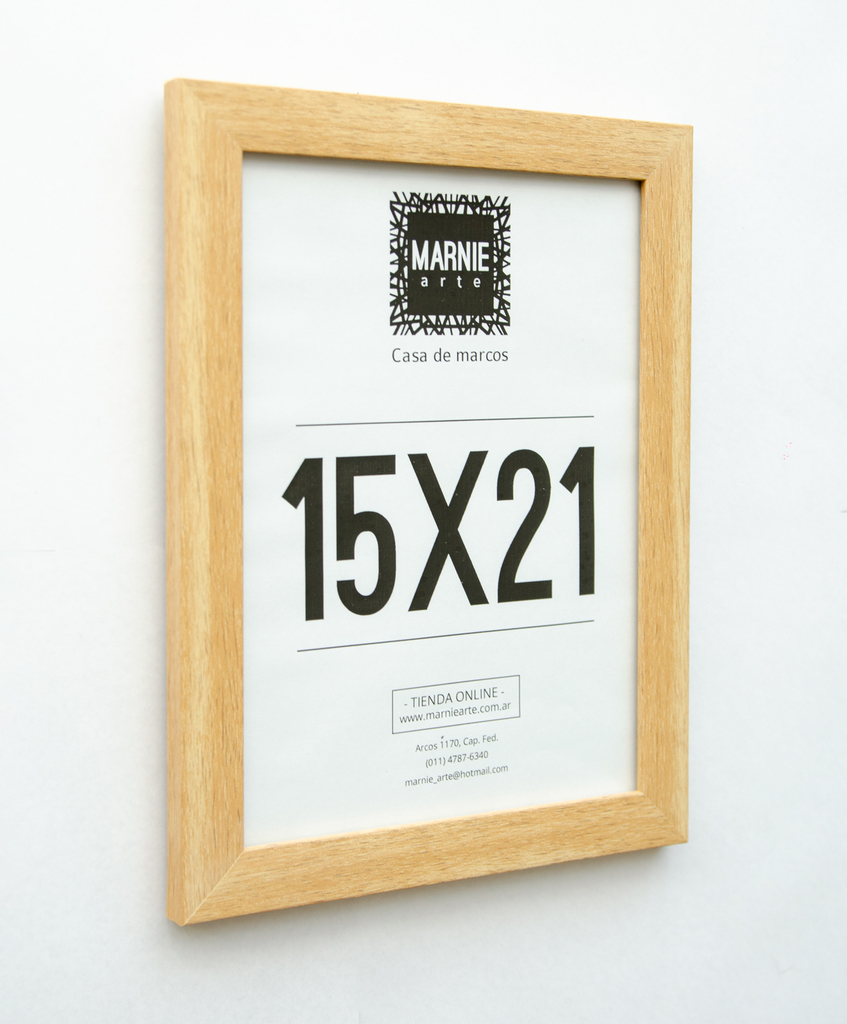 MARNIE
arte
Casa de marcos
15X21
- TIENDA ONLINE -
www.marniearte.com.ar
Arcos 1170, Cap. Fed.
(011) 4787-6340
marnie_arte@hotmail.com